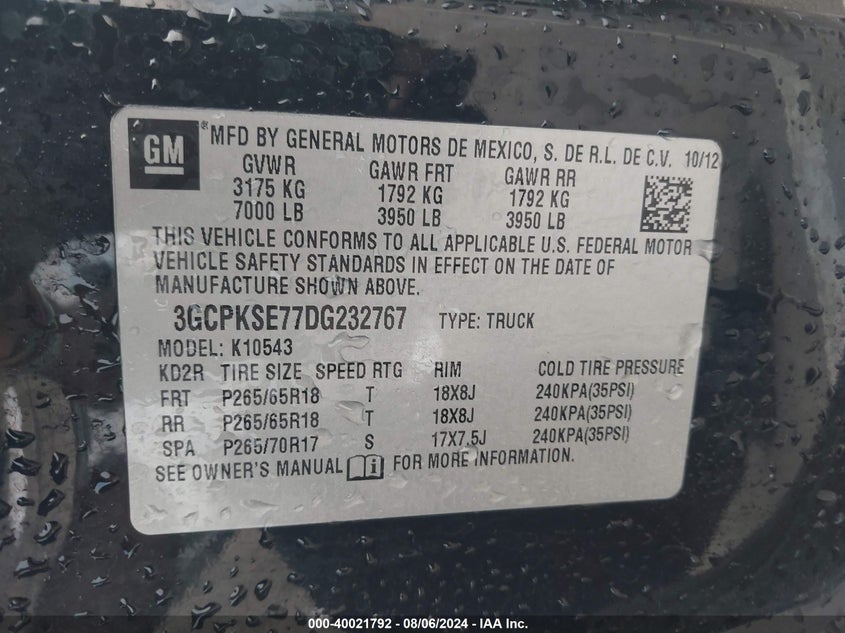 GM ® MFD BY GENERAL MOTORS DE MEXICO, S. DE R.L. DE C.V. 10/12
GVWR GAWR FRT GAWR RR
3175 KG 1792 KG 1792 KG
7000 LB 3950 LB 3950 LB
THIS VEHICLE CONFORMS TO ALL APPLICABLE U.S. FEDERAL MOTOR
VEHICLE SAFETY STANDARDS IN EFFECT ON THE DATE OF
MANUFACTURE SHOWN ABOVE.
3GCPKSE77DG232767 TYPE: TRUCK
MODEL: K10543
KD2R TIRE SIZE SPEED RTG RIM COLD TIRE PRESSURE
FRT P265/65R18 T 18X8J 240KPA(35PSI)
RR P265/65R18 T 18X8J 240KPA(35PSI)
SPA P265/70R17 S 17X7.5J 240KPA(35PSI)
SEE OWNER'S MANUAL i FOR MORE INFORMATION.
000-40021792 - 08/06/2024 - IAA Inc.